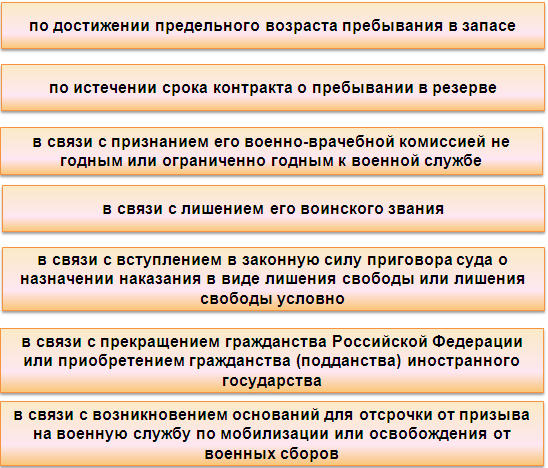 по достижении предельного возраста пребывания в запасе
по истечении срока контракта о пребывании в резерве
в связи с признанием его военно-врачебной комиссией не
годным или ограниченно годным к военной службе
в связи с лишением его воинского звания
в связи с вступлением в законную силу приговора суда о
назначении наказания в виде лишения свободы или лишения
свободы условно
в связи с прекращением гражданства Российской Федерации
или приобретением гражданства (подданства) иностранного
государства
в связи с возникновением оснований для отсрочки от призыва
на военную службу по мобилизации или освобождения от
военных сборов